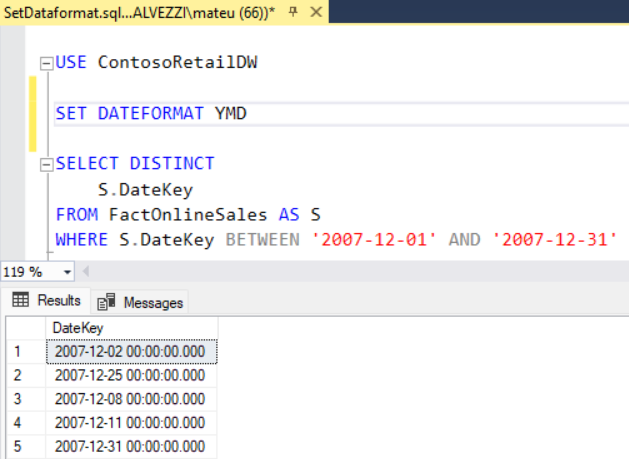 SetDataformat.sql...ALVEZZI\mateu (66))*
USE ContosoRetailDW
SET DATEFORMAT YMD
SELECT DISTINCT
S.DateKey
FROM FactOnlineSales AS S
WHERE S.DateKey BETWEEN '2007-12-01' AND '2007-12-31'
119 %
Results Messages
DateKey
1 2007-12-02 00:00:00.000
2 2007-12-25 00:00:00.000
3 2007-12-08 00:00:00.000
4 2007-12-11 00:00:00.000
5 2007-12-31 00:00:00.000